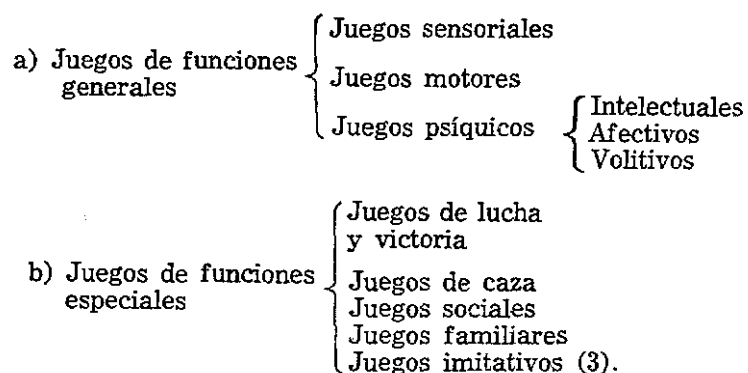 Juegos sensoriales
a) Juegos de funciones
generales
Juegos motores
Juegos psíquicos
Intelectuales
Afectivos
Volitivos
b) Juegos de funciones
especiales
Juegos de lucha
y victoria
Juegos de caza
Juegos sociales
Juegos familiares
Juegos imitativos (3).